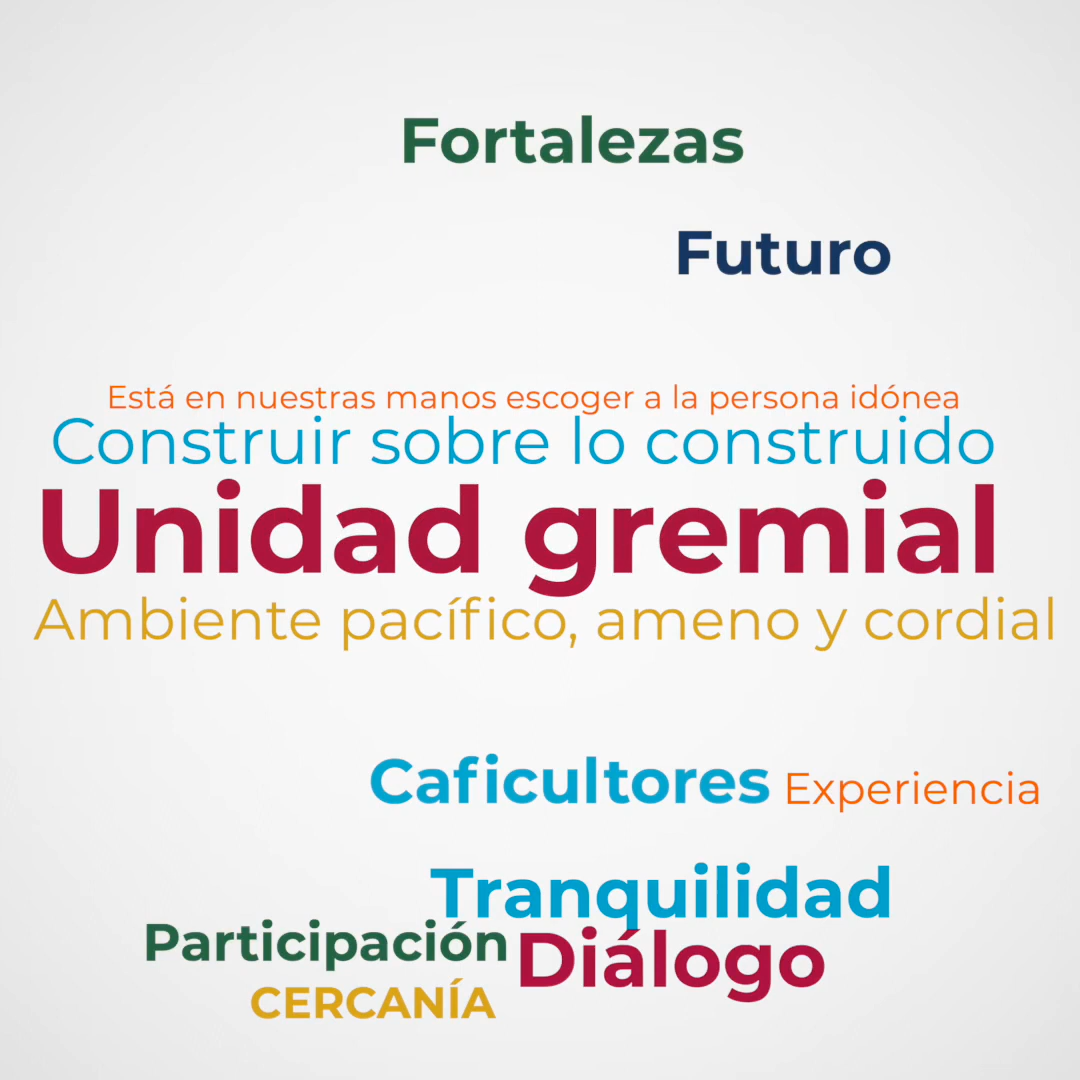 Fortalezas
Futuro
Está en nuestras manos escoger a la persona idónea
Construir sobre lo construido
Unidad gremial
Ambiente pacífico, ameno y cordial
Caficultores Experiencia
Tranquilidad
Participación Diálogo
CERCANÍA